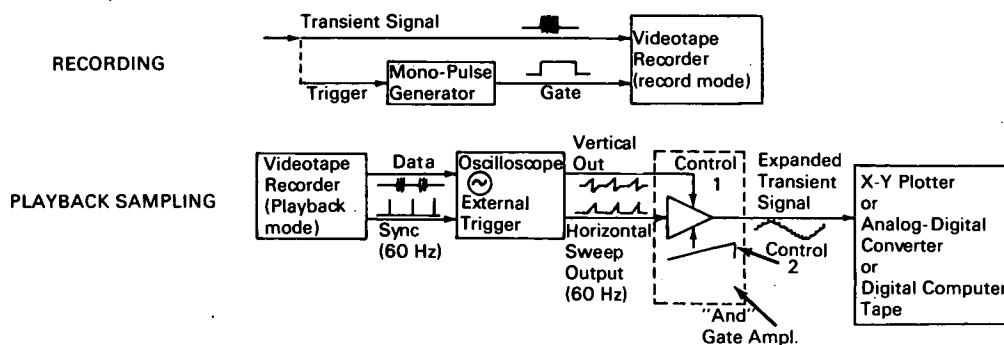 RECORDING
Transient Signal
Trigger
Mono-Pulse
Generator
Gate
Videotape
Recorder
(record mode)
PLAYBACK SAMPLING
Videotape
Recorder
(Playback
mode)
Data
Sync
(60 Hz)
Oscilloscope
External
Trigger
Vertical
Out
Horizontal
Sweep
Output
(60 Hz)
Control
1
Expanded
Transient
Signal
Control
2
"And"
Gate Ampl.
X-Y Plotter
or
Analog-Digital
Converter
or
Digital Computer
Tape